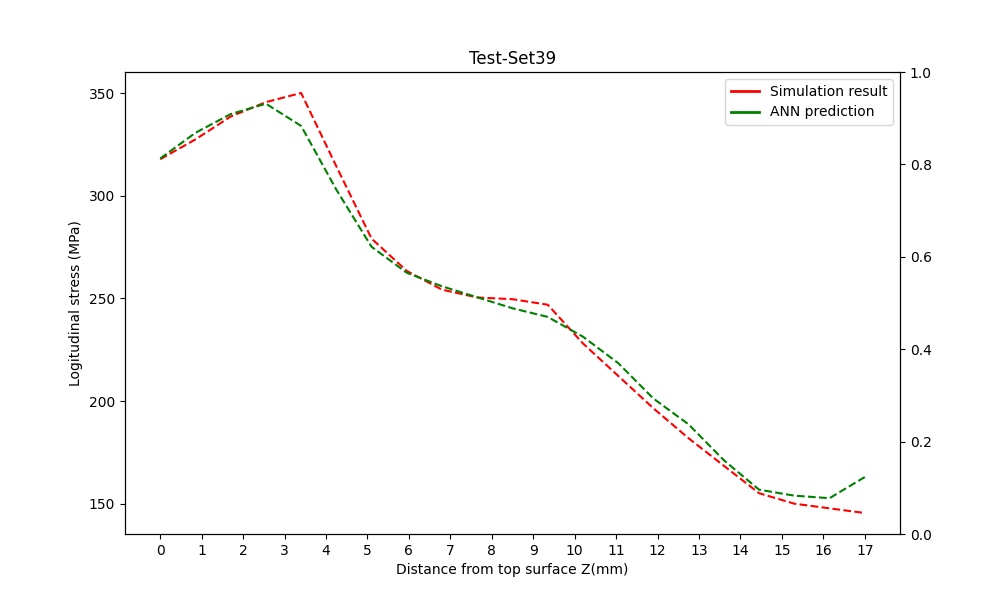 Test-Set39
Simulation result
ANN prediction
Logitudinal stress (MPa)
350
300
250
200
150
1.0
0.8
0.6
0.4
0.2
0.0
0 1 2 3 4 5 6 7 8 9 10 11 12 13 14 15 16 17
Distance from top surface Z(mm)